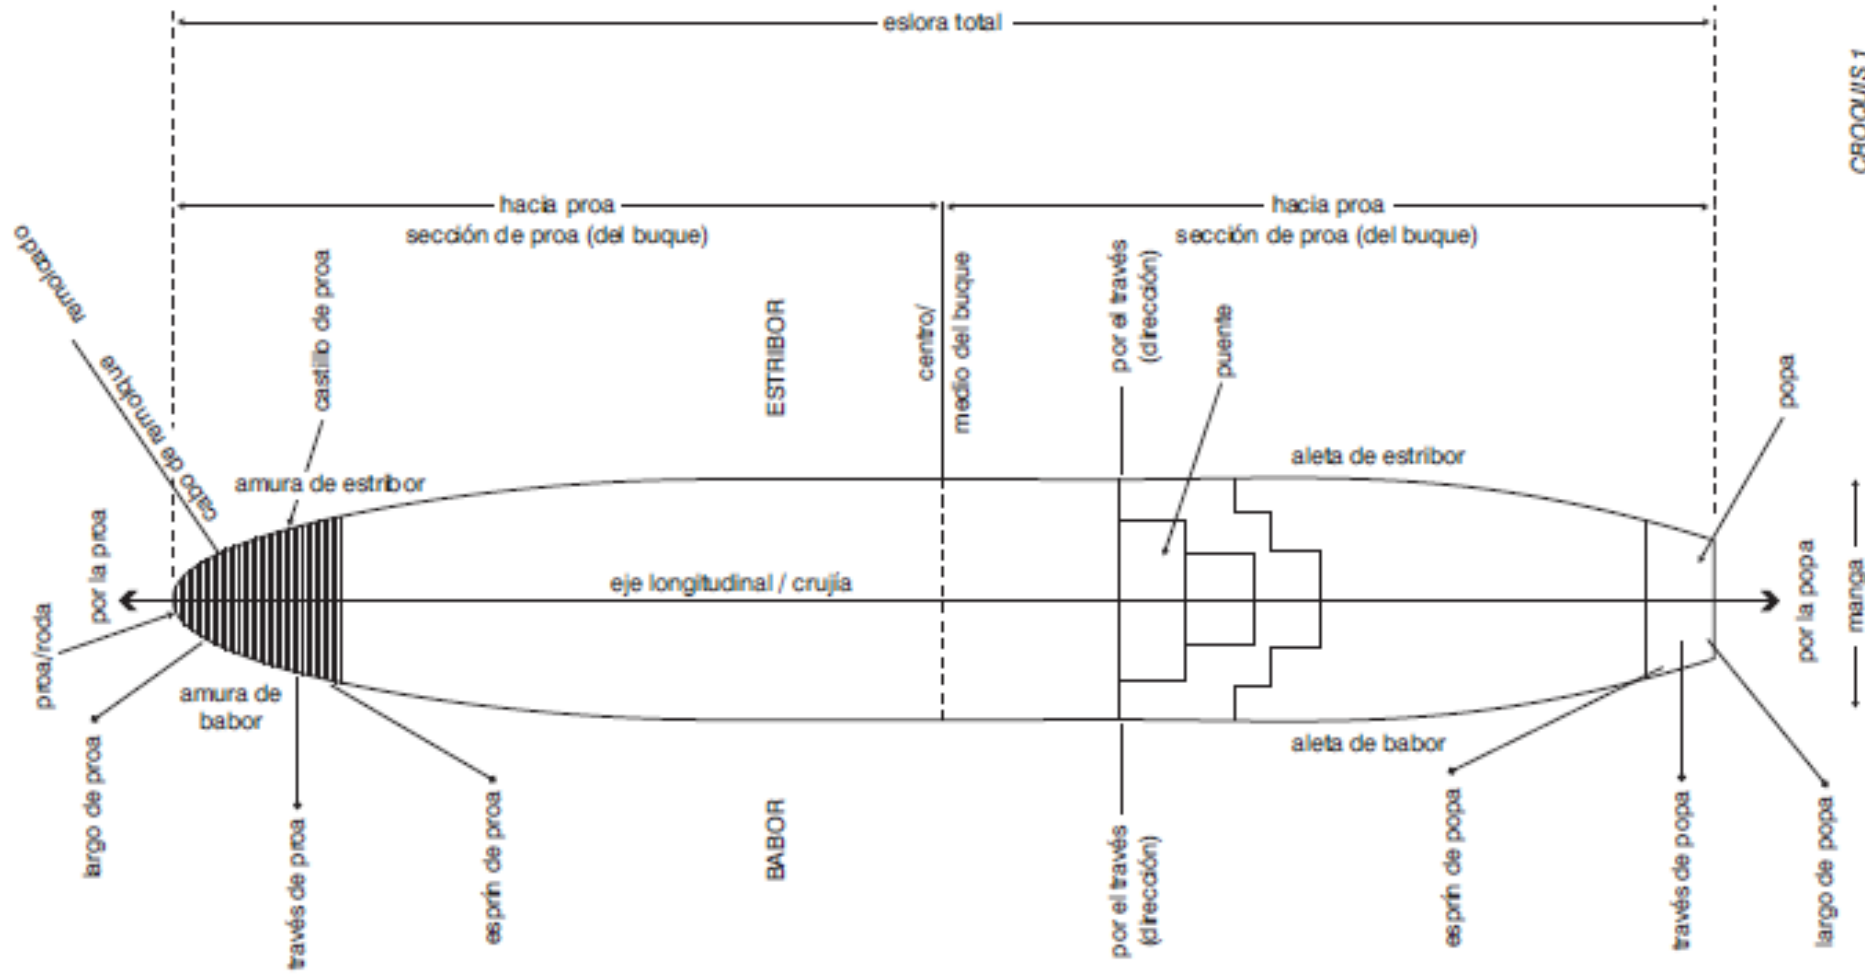 eslora total
CROQUIS 1
hacia proa
sección de proa (del buque)
hacia proa
sección de proa (del buque)
remolcado
cabo de remolque
castillo de proa
ESTRIBOR
centro/
medio del buque
por el través
(dirección)
puente
popa
amura de estribor
aleta de estribor
por la proa
eje longitudinal / crujía
por la popa
manga
proa/roda
amura de
babor
aleta de babor
largo de proa
través de proa
esprín de proa
BABOR
por el través
(dirección)
esprín de popa
través de popa
largo de popa